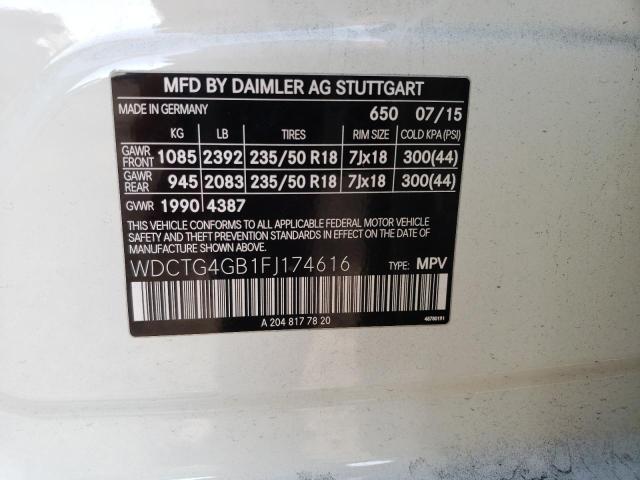 MFD BY DAIMLER AG STUTTGART
MADE IN GERMANY 650 07/15
KG LB TIRES RIM SIZE COLD KPA (PSI)
GAWR FRONT 1085 2392 235/50 R18 7Jx18 300(44)
GAWR REAR 945 2083 235/50 R18 7Jx18 300(44)
GVWR 1990 4387
THIS VEHICLE CONFORMS TO ALL APPLICABLE FEDERAL MOTOR VEHICLE
SAFETY AND THEFT PREVENTION STANDARDS IN EFFECT ON THE DATE
OF MANUFACTURE SHOWN ABOVE.
WDCTG4GB1FJ174616 TYPE: MPV
A 204 817 78 20 48780191